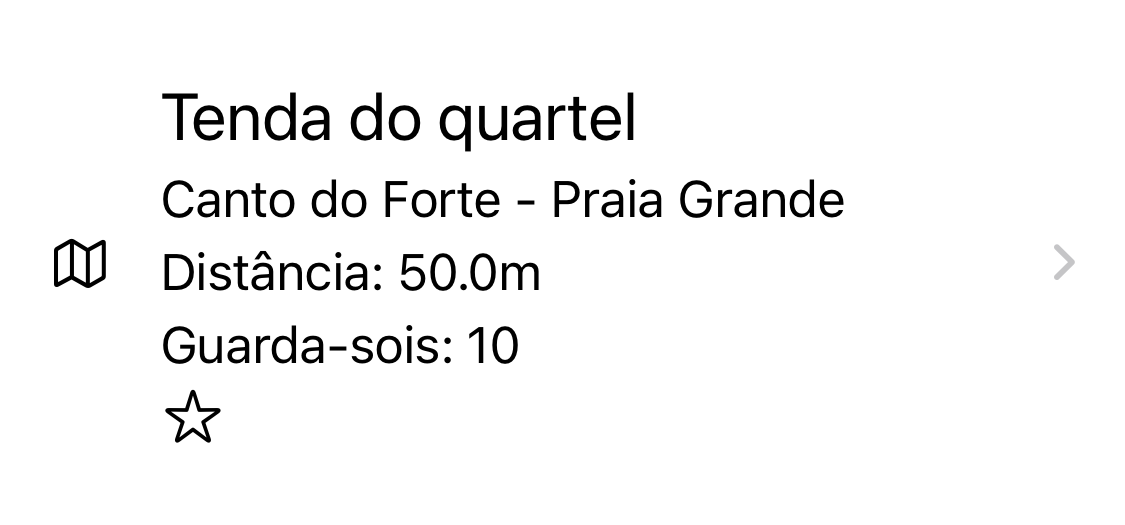 Tenda do quartel
Canto do Forte - Praia Grande
Distância: 50.0m
Guarda-sois: 10